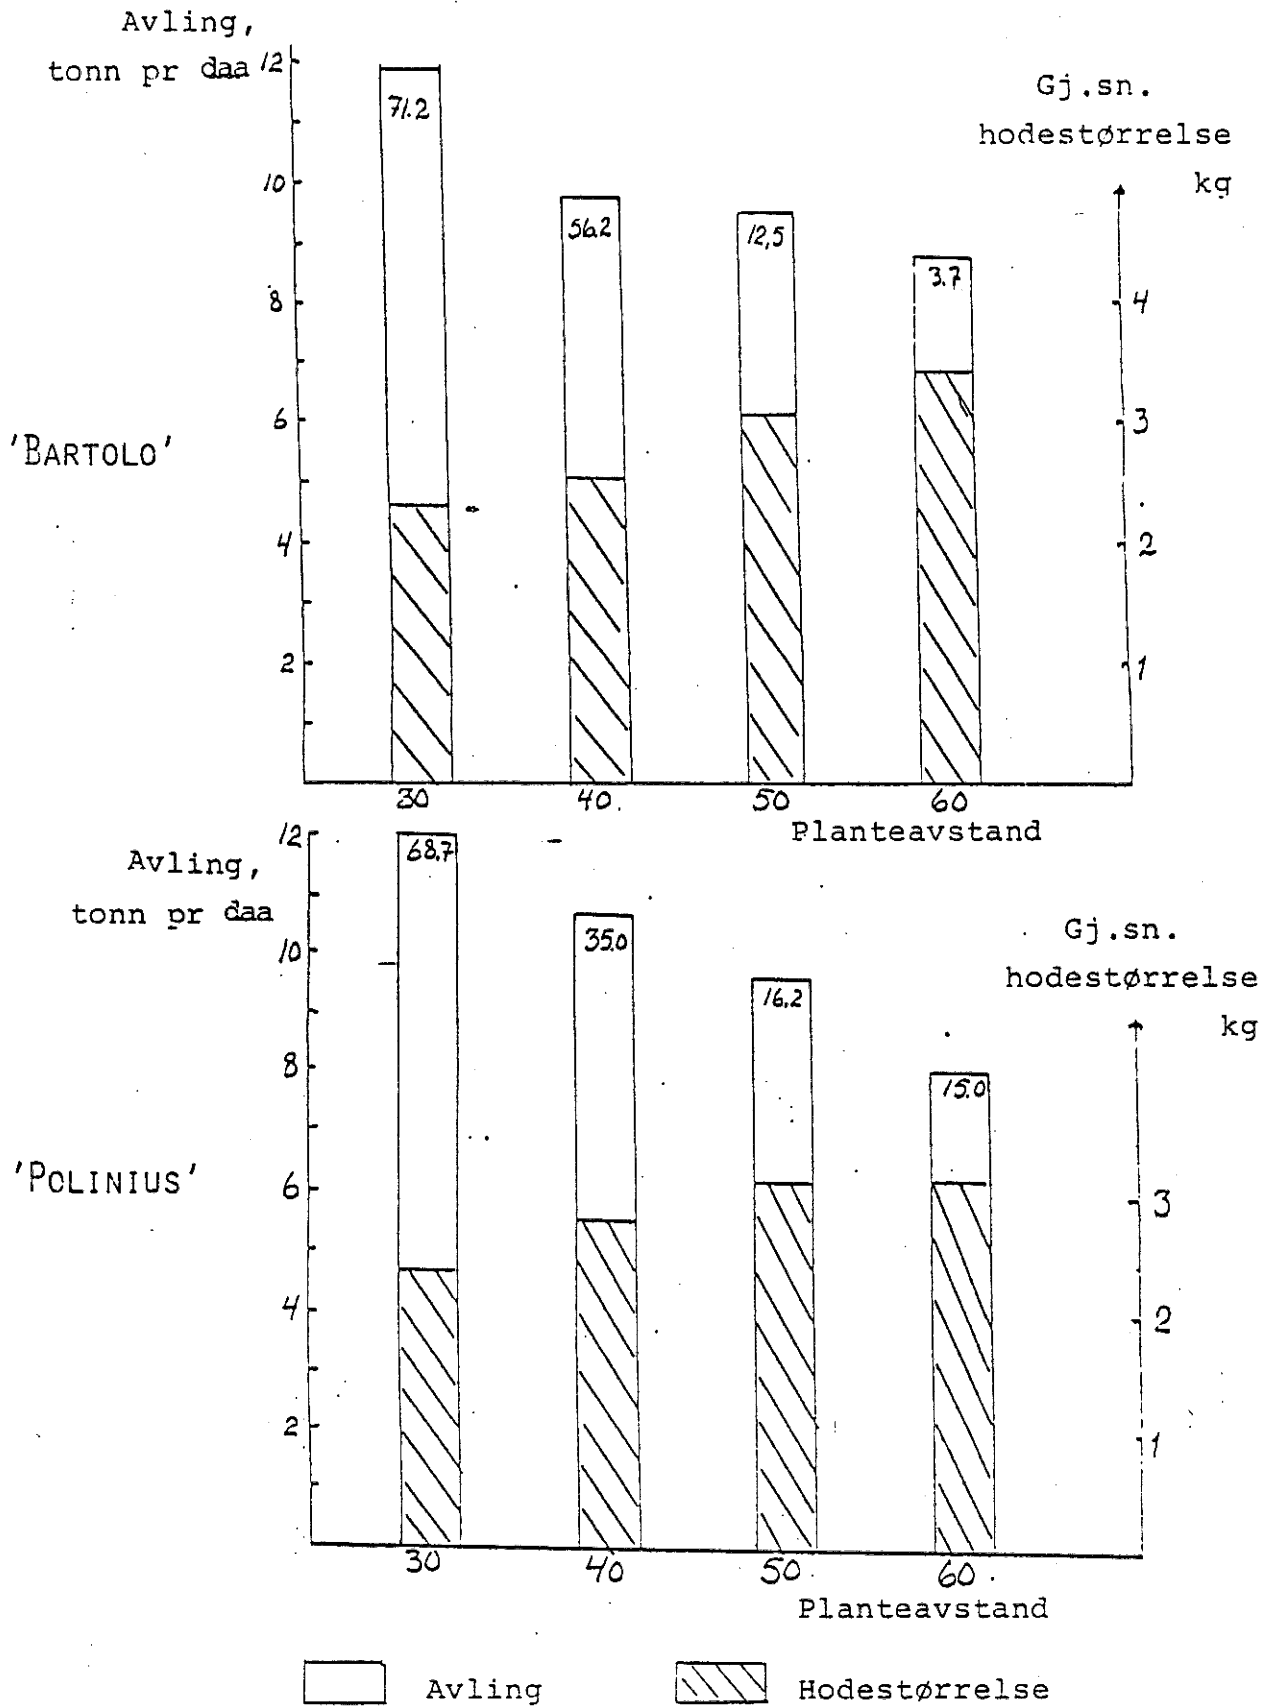 Avling,
tonn pr daa
12
10
8
6
4
2
71.2
56.2
12,5
3.7
Gj.sn.
hodestørrelse
kg
4
3
2
1
'BARTOLO'
30
40.
50
60
Planteavstand
Avling,
tonn pr daa
12
10
8
6
4
2
68.7
35.0
16.2
15.0
Gj.sn.
hodestørrelse
kg
3
2
1
'POLINIUS'
30
40
50
60.
Planteavstand
Avling
Hodestørrelse